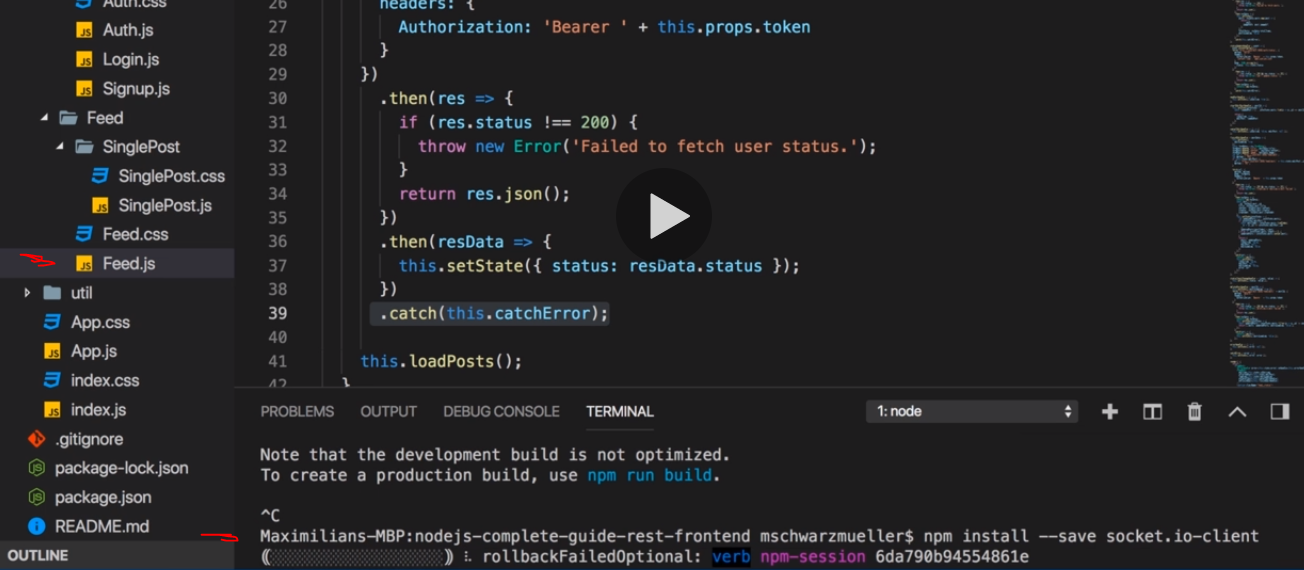 Auth.css
Auth.js
Login.js
Signup.js
Feed
SinglePost
SinglePost.css
SinglePost.js
Feed.css
Feed.js
util
App.css
App.js
index.css
index.js
.gitignore
package-lock.json
package.json
README.md
OUTLINE
26 headers: {
27 Authorization: 'Bearer ' + this.props.token
28 }
29 })
30 .then(res => {
31 if (res.status !== 200) {
32 throw new Error('Failed to fetch user status.');
33 }
34 return res.json();
35 })
36 .then(resData => {
37 this.setState({ status: resData.status });
38 })
39 .catch(this.catchError);
40
41 this.loadPosts();
42 }
PROBLEMS OUTPUT DEBUG CONSOLE TERMINAL 1: node
Note that the development build is not optimized.
To create a production build, use npm run build.
^C
Maximilians-MBP:nodejs-complete-guide-rest-frontend mschwarzmueller$ npm install --save socket.io-client
(░░░░░░░░░░░░░░░░░░) ⠧ rollbackFailedOptional: verb npm-session 6da790b94554861e